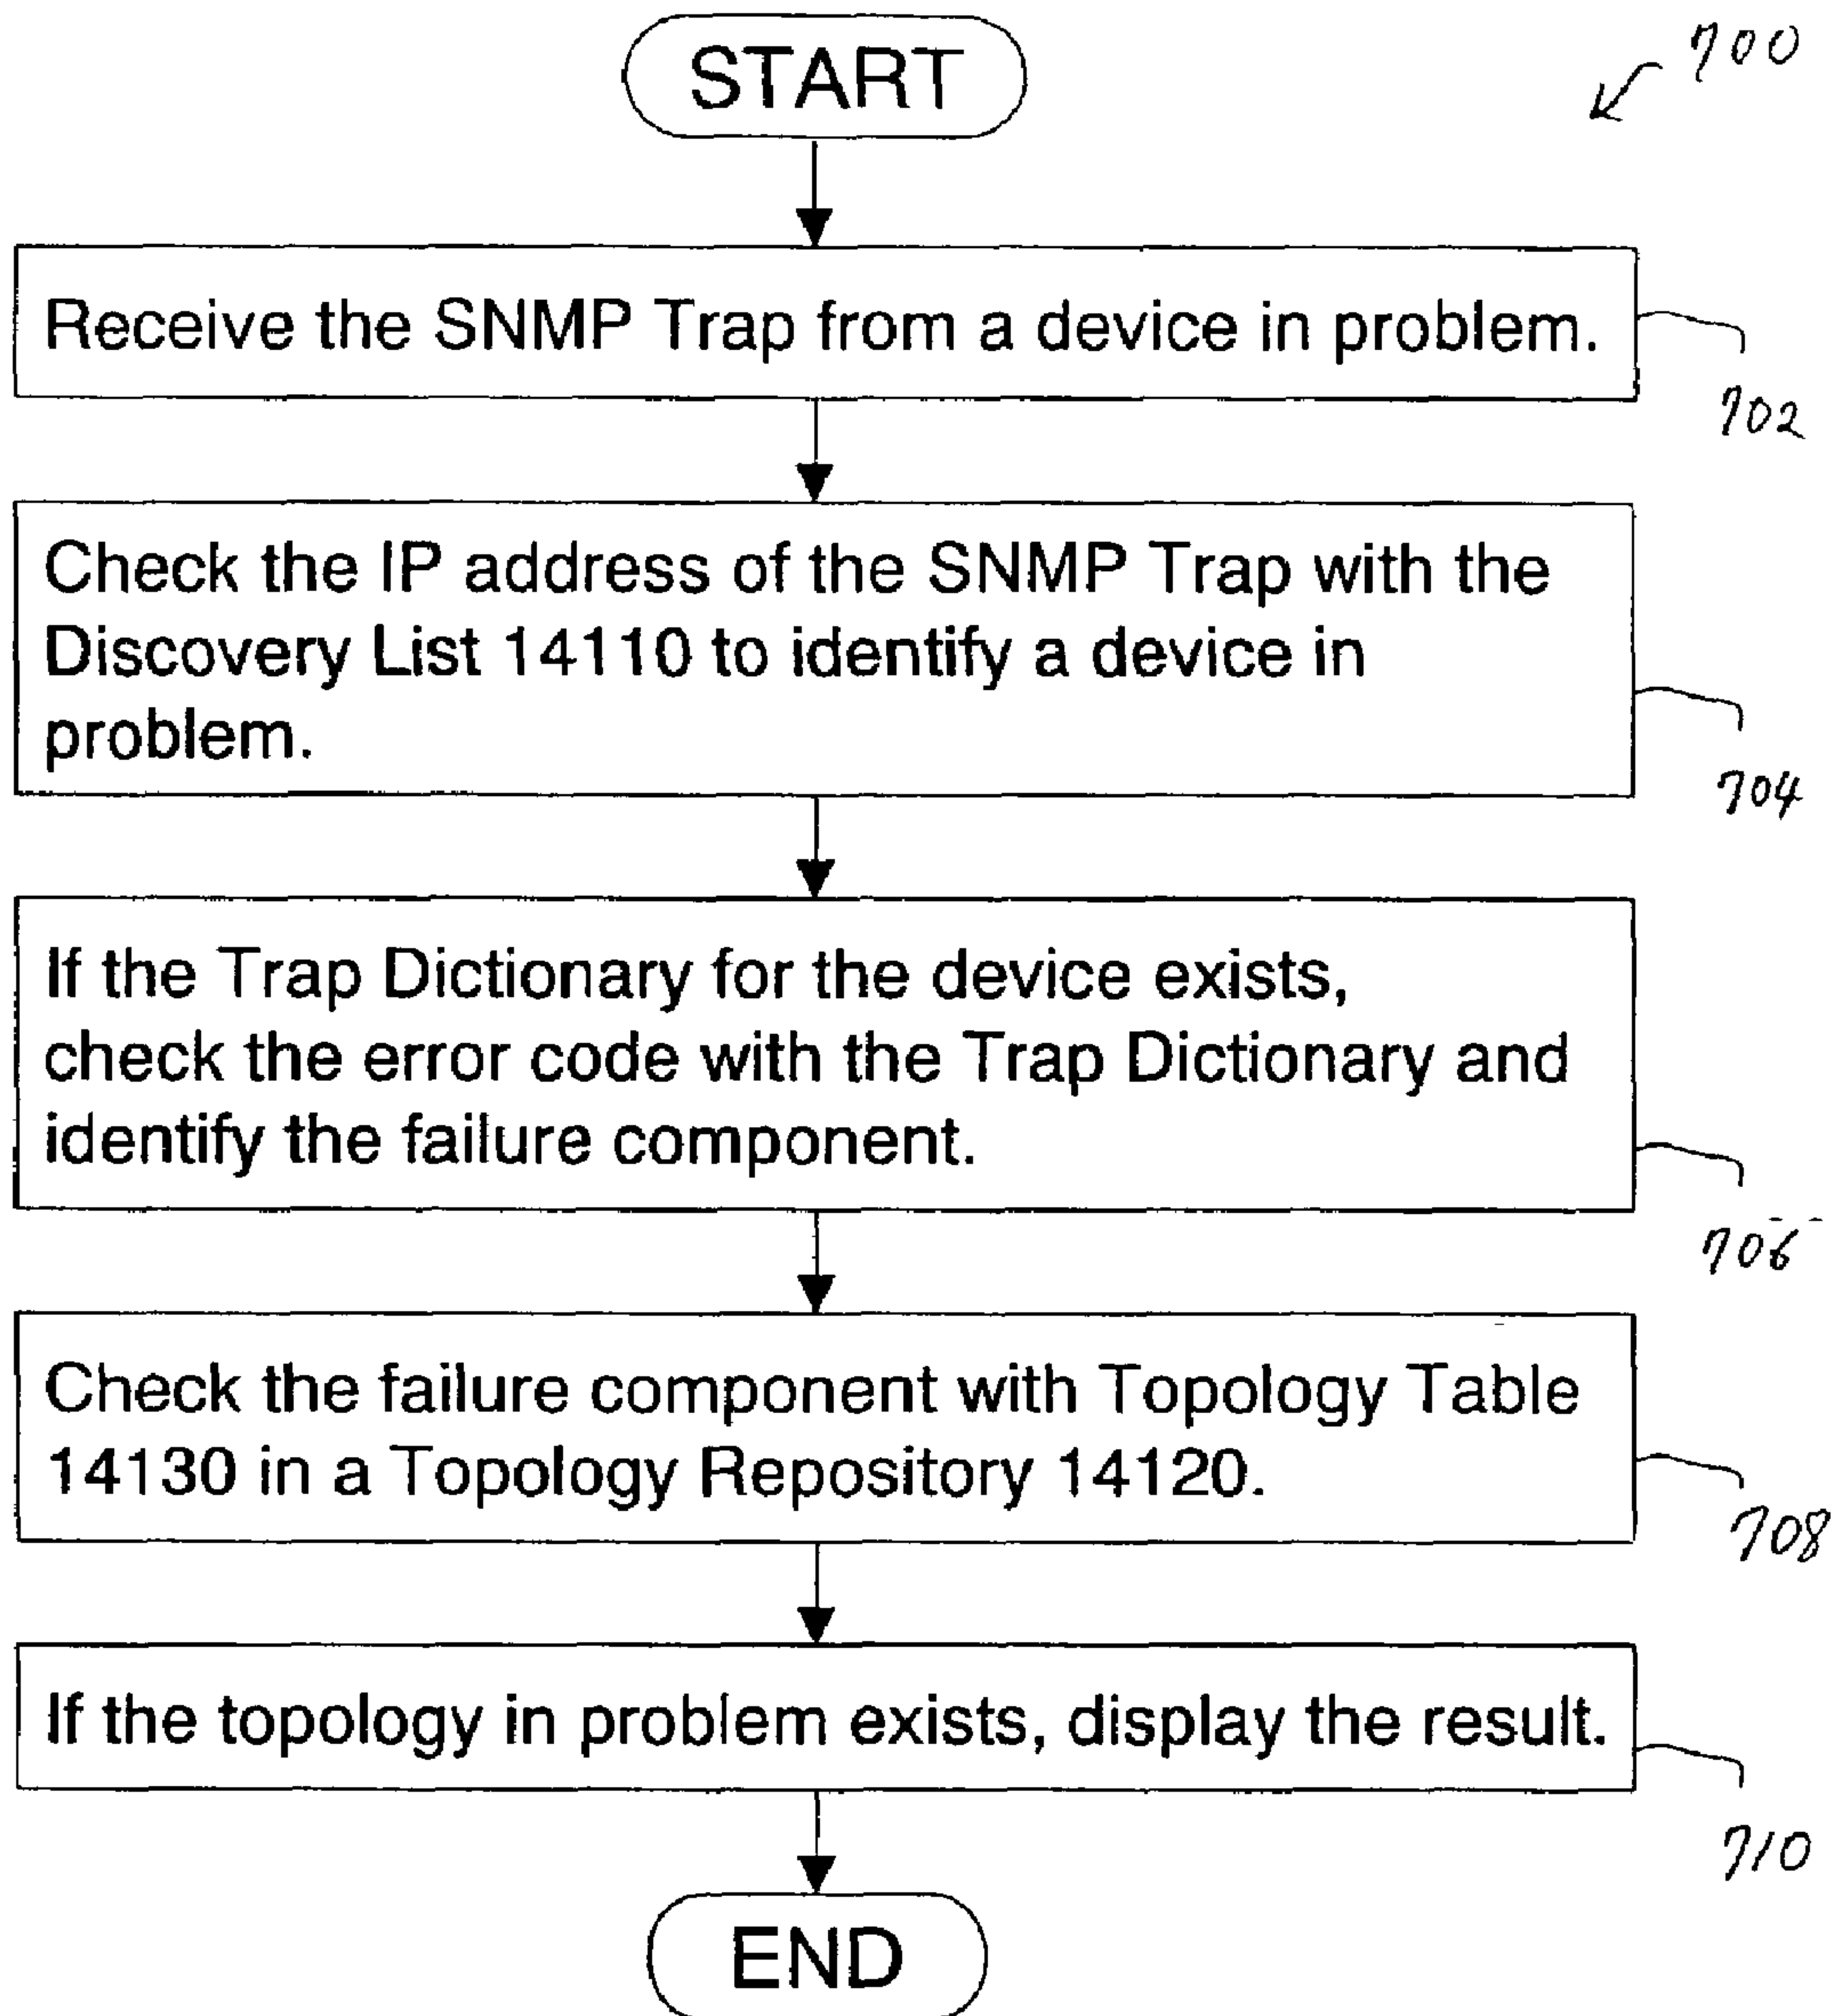 START
700
Receive the SNMP Trap from a device in problem.
702
Check the IP address of the SNMP Trap with the
Discovery List 14110 to identify a device in
problem.
704
If the Trap Dictionary for the device exists,
check the error code with the Trap Dictionary and
identify the failure component.
706
Check the failure component with Topology Table
14130 in a Topology Repository 14120.
708
If the topology in problem exists, display the result.
710
END